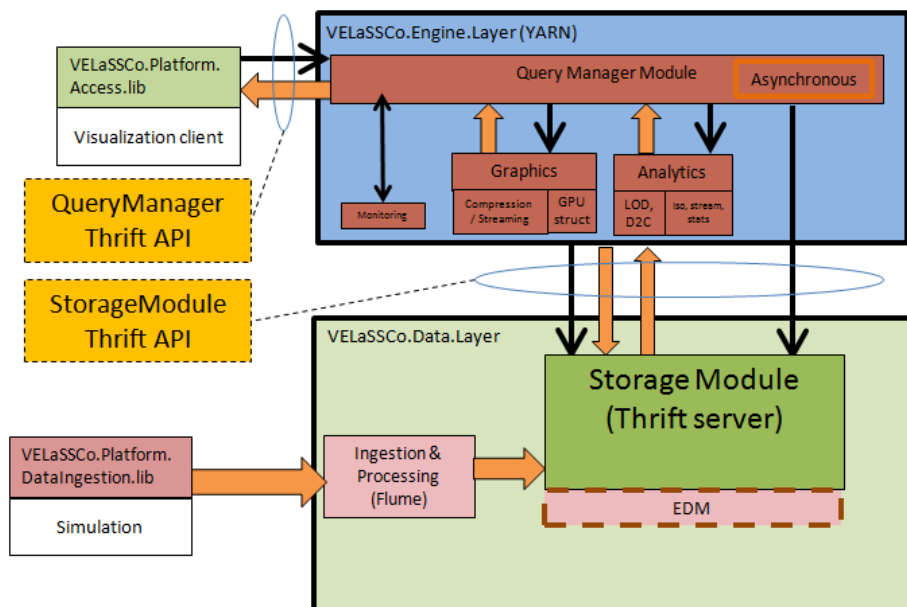 VELaSSCo.Engine.Layer (YARN)
VELaSSCo.Platform.
Access.lib
Visualization client
Query Manager Module
Asynchronous
Graphics
Compression
/ Streaming
GPU
struct
Analytics
LOD,
D2C
Iso, stream,
stats
Monitoring
QueryManager
Thrift API
StorageModule
Thrift API
VELaSSCo.Data.Layer
Storage Module
(Thrift server)
VELaSSCo.Platform.
DataIngestion.lib
Simulation
Ingestion &
Processing
(Flume)
EDM